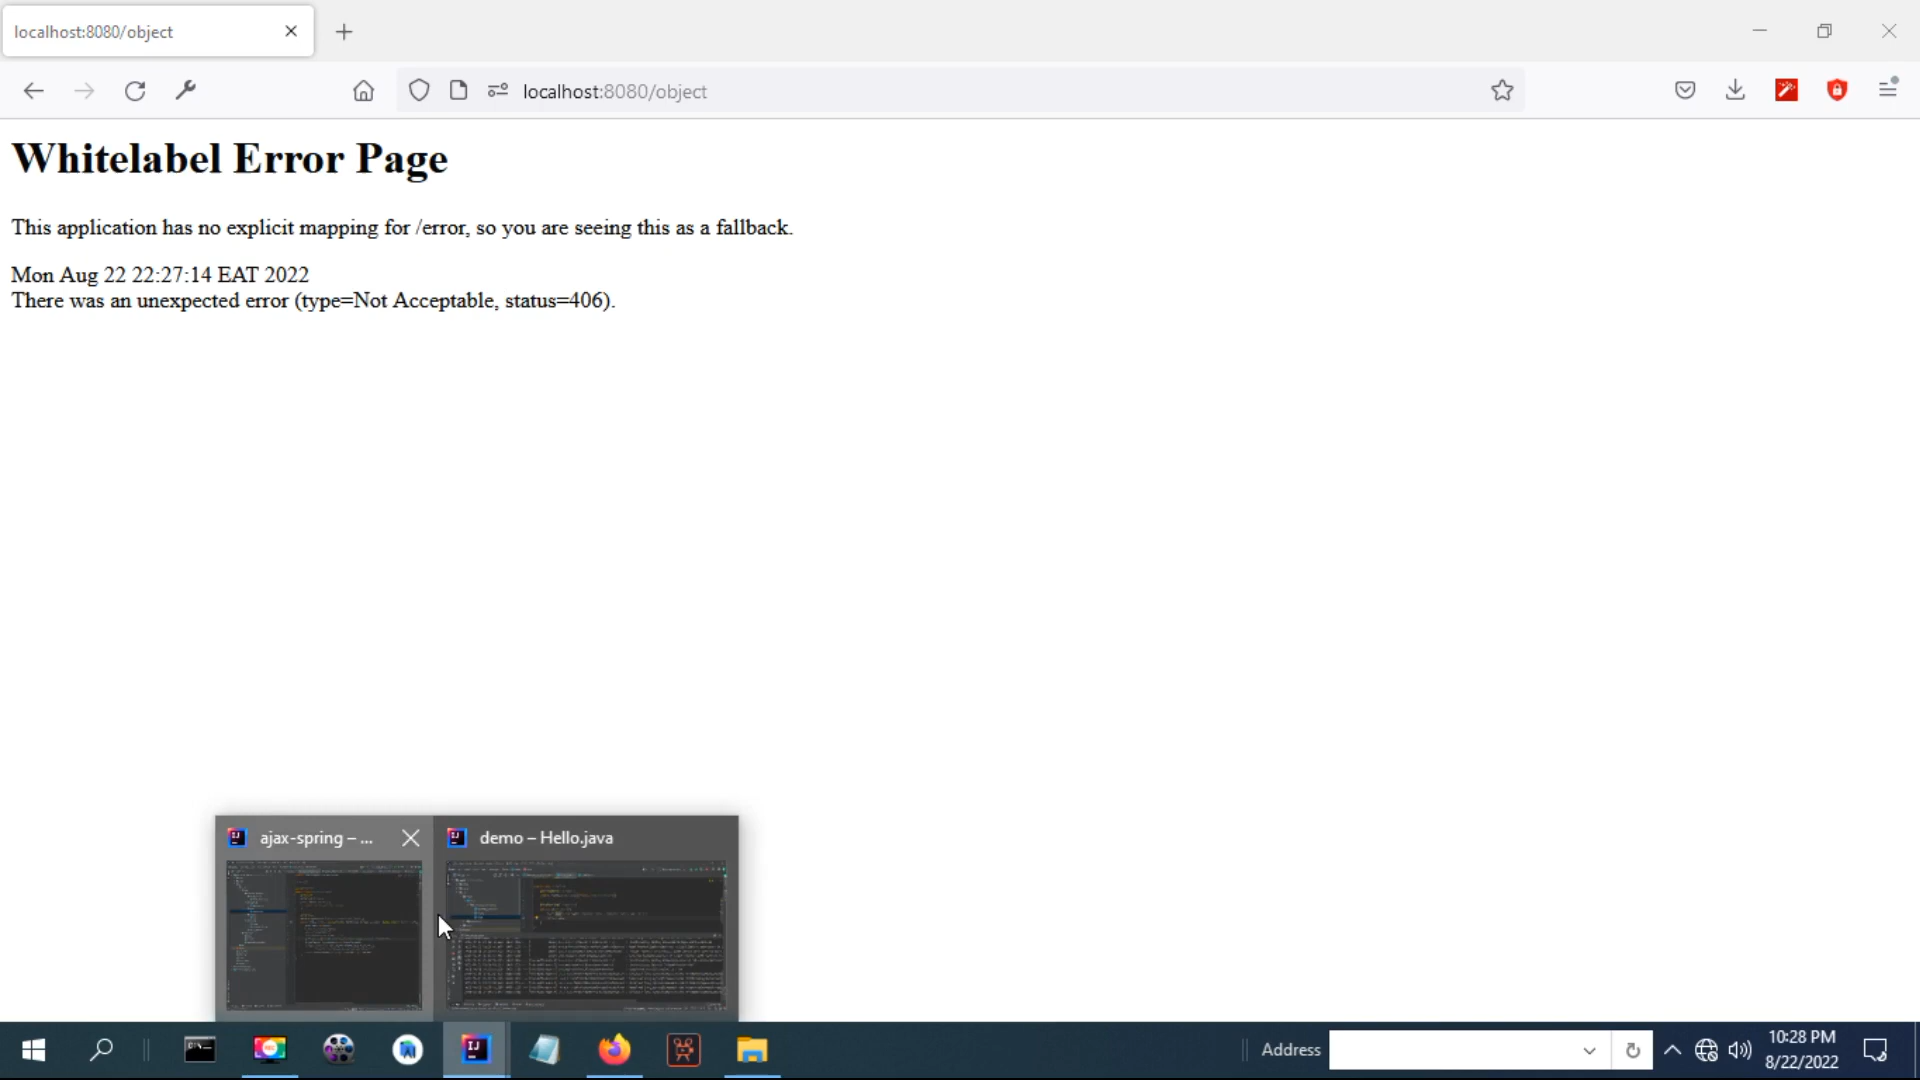 localhost:8080/object
localhost:8080/object
Whitelabel Error Page
This application has no explicit mapping for /error, so you are seeing this as a fallback.
Mon Aug 22 22:27:14 EAT 2022
There was an unexpected error (type=Not Acceptable, status=406).
ajax-spring – ...
demo – Hello.java
Address
10:28 PM
8/22/2022